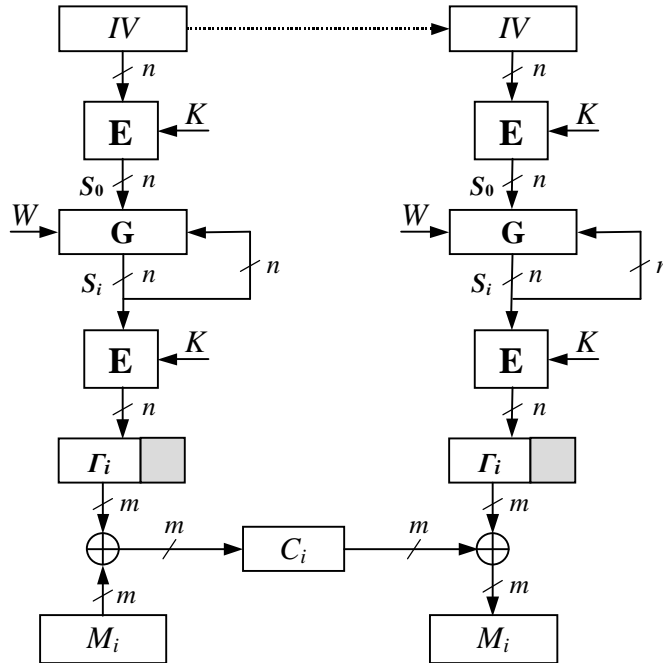 IV IV
n n
E K E K
S₀ n S₀ n
W G W G
n n
Sᵢ n Sᵢ n
E K E K
n n
Γᵢ Γᵢ
m m
m Cᵢ m
m m
Mᵢ Mᵢ